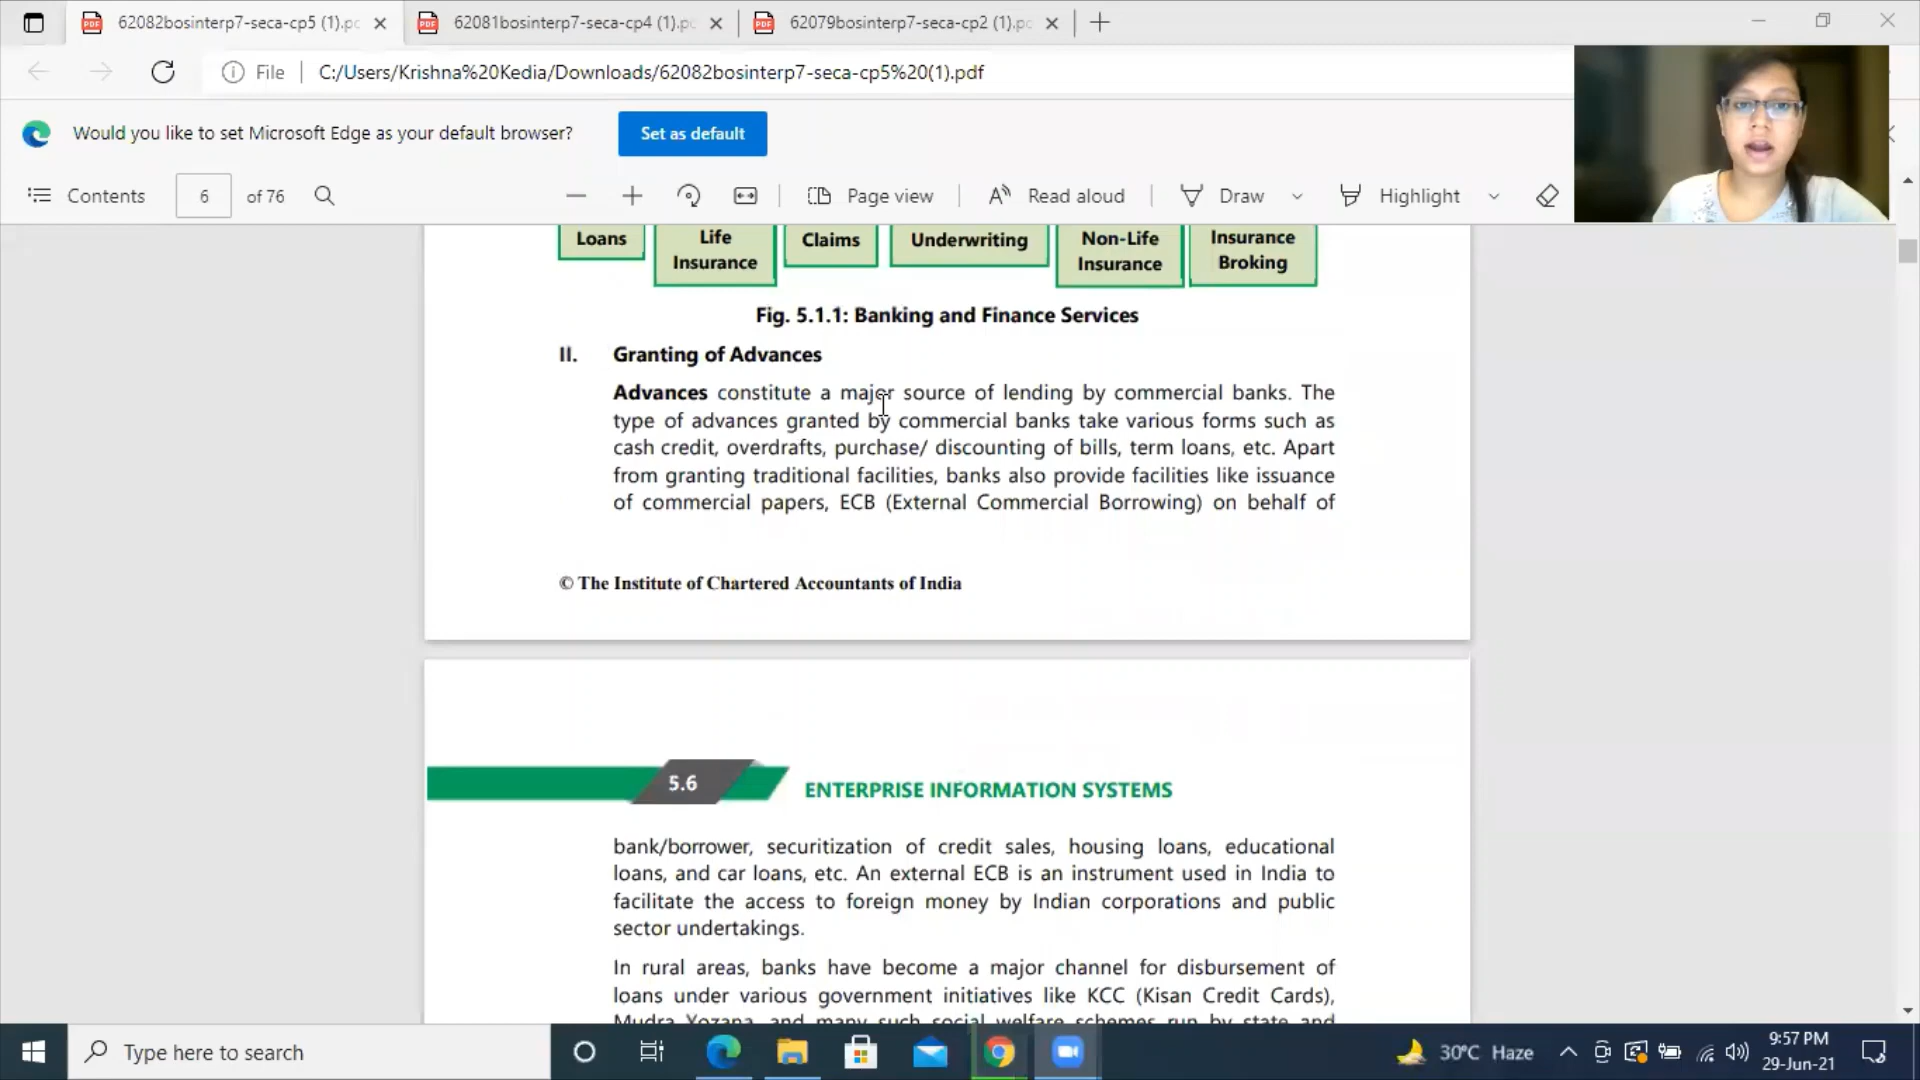 62082bosinterp7-seca-cp5 (1).pc
62081bosinterp7-seca-cp4 (1).pc
62079bosinterp7-seca-cp2 (1).pc
File
C:/Users/Krishna%20Kedia/Downloads/62082bosinterp7-seca-cp5%20(1).pdf
Would you like to set Microsoft Edge as your default browser?
Set as default
Contents
6
of 76
Page view
Read aloud
Draw
Highlight
Loans
Life
Insurance
Claims
Underwriting
Non-Life
Insurance
Insurance
Broking
Fig. 5.1.1: Banking and Finance Services
II. Granting of Advances
Advances constitute a major source of lending by commercial banks. The
type of advances granted by commercial banks take various forms such as
cash credit, overdrafts, purchase/ discounting of bills, term loans, etc. Apart
from granting traditional facilities, banks also provide facilities like issuance
of commercial papers, ECB (External Commercial Borrowing) on behalf of
© The Institute of Chartered Accountants of India
5.6
ENTERPRISE INFORMATION SYSTEMS
bank/borrower, securitization of credit sales, housing loans, educational
loans, and car loans, etc. An external ECB is an instrument used in India to
facilitate the access to foreign money by Indian corporations and public
sector undertakings.
In rural areas, banks have become a major channel for disbursement of
loans under various government initiatives like KCC (Kisan Credit Cards),
Mudra Yozana, and many such social welfare schemes run by state and
Type here to search
30°C Haze
9:57 PM
29-Jun-21